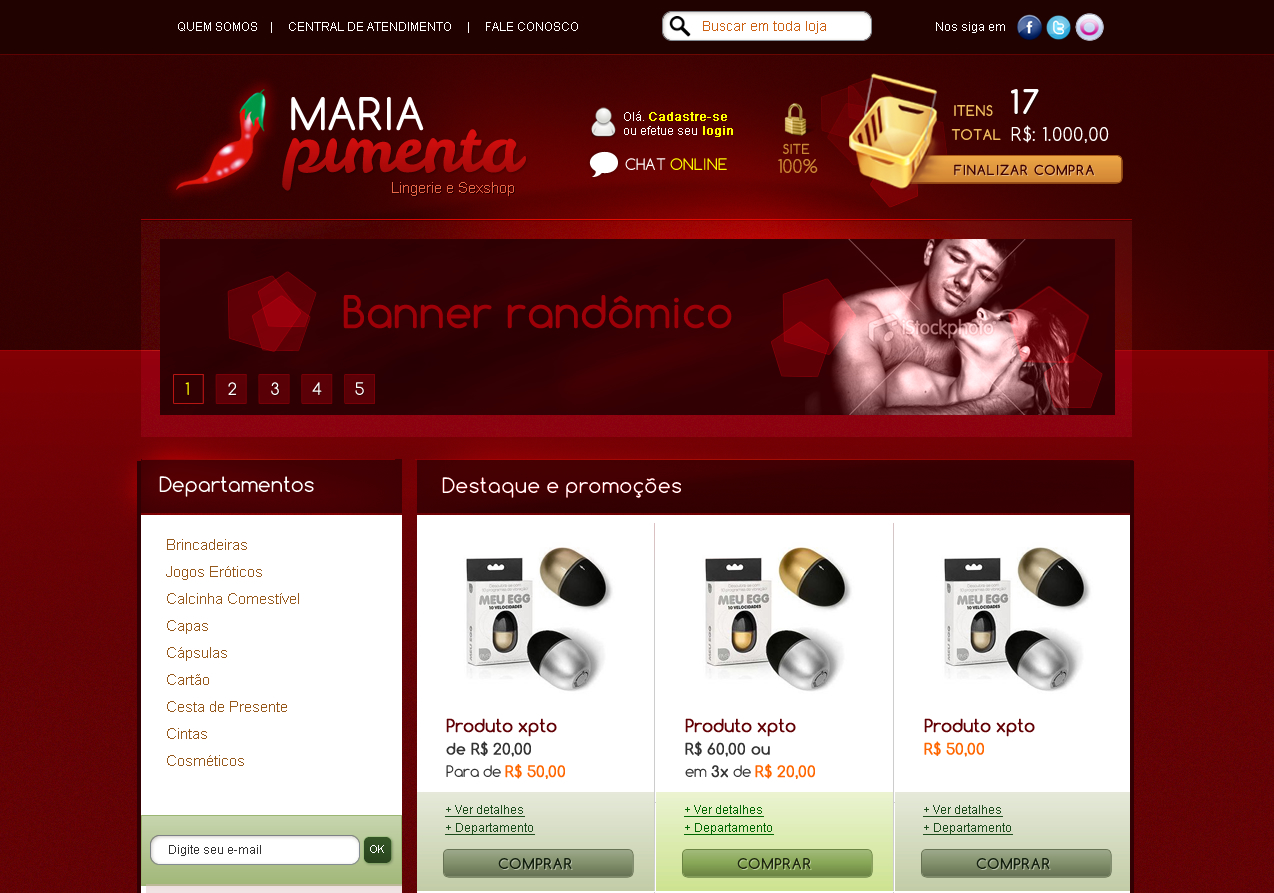 QUEM SOMOS | CENTRAL DE ATENDIMENTO | FALE CONOSCO
Buscar em toda loja
Nos siga em
MARIA
pimenta
Lingerie e Sexshop
Olá. Cadastre-se
ou efetue seu login
CHAT ONLINE
SITE
100%
ITENS 17
TOTAL R$: 1.000,00
FINALIZAR COMPRA
Banner randômico
iStockphoto
1 2 3 4 5
Departamentos
Brincadeiras
Jogos Eróticos
Calcinha Comestível
Capas
Cápsulas
Cartão
Cesta de Presente
Cintas
Cosméticos
Digite seu e-mail
OK
Destaque e promoções
MEU EGG
10 VELOCIDADES
Produto xpto
de R$ 20,00
Para de R$ 50,00
+ Ver detalhes
+ Departamento
COMPRAR
MEU EGG
10 VELOCIDADES
Produto xpto
R$ 60,00 ou
em 3x de R$ 20,00
+ Ver detalhes
+ Departamento
COMPRAR
MEU EGG
10 VELOCIDADES
Produto xpto
R$ 50,00
+ Ver detalhes
+ Departamento
COMPRAR